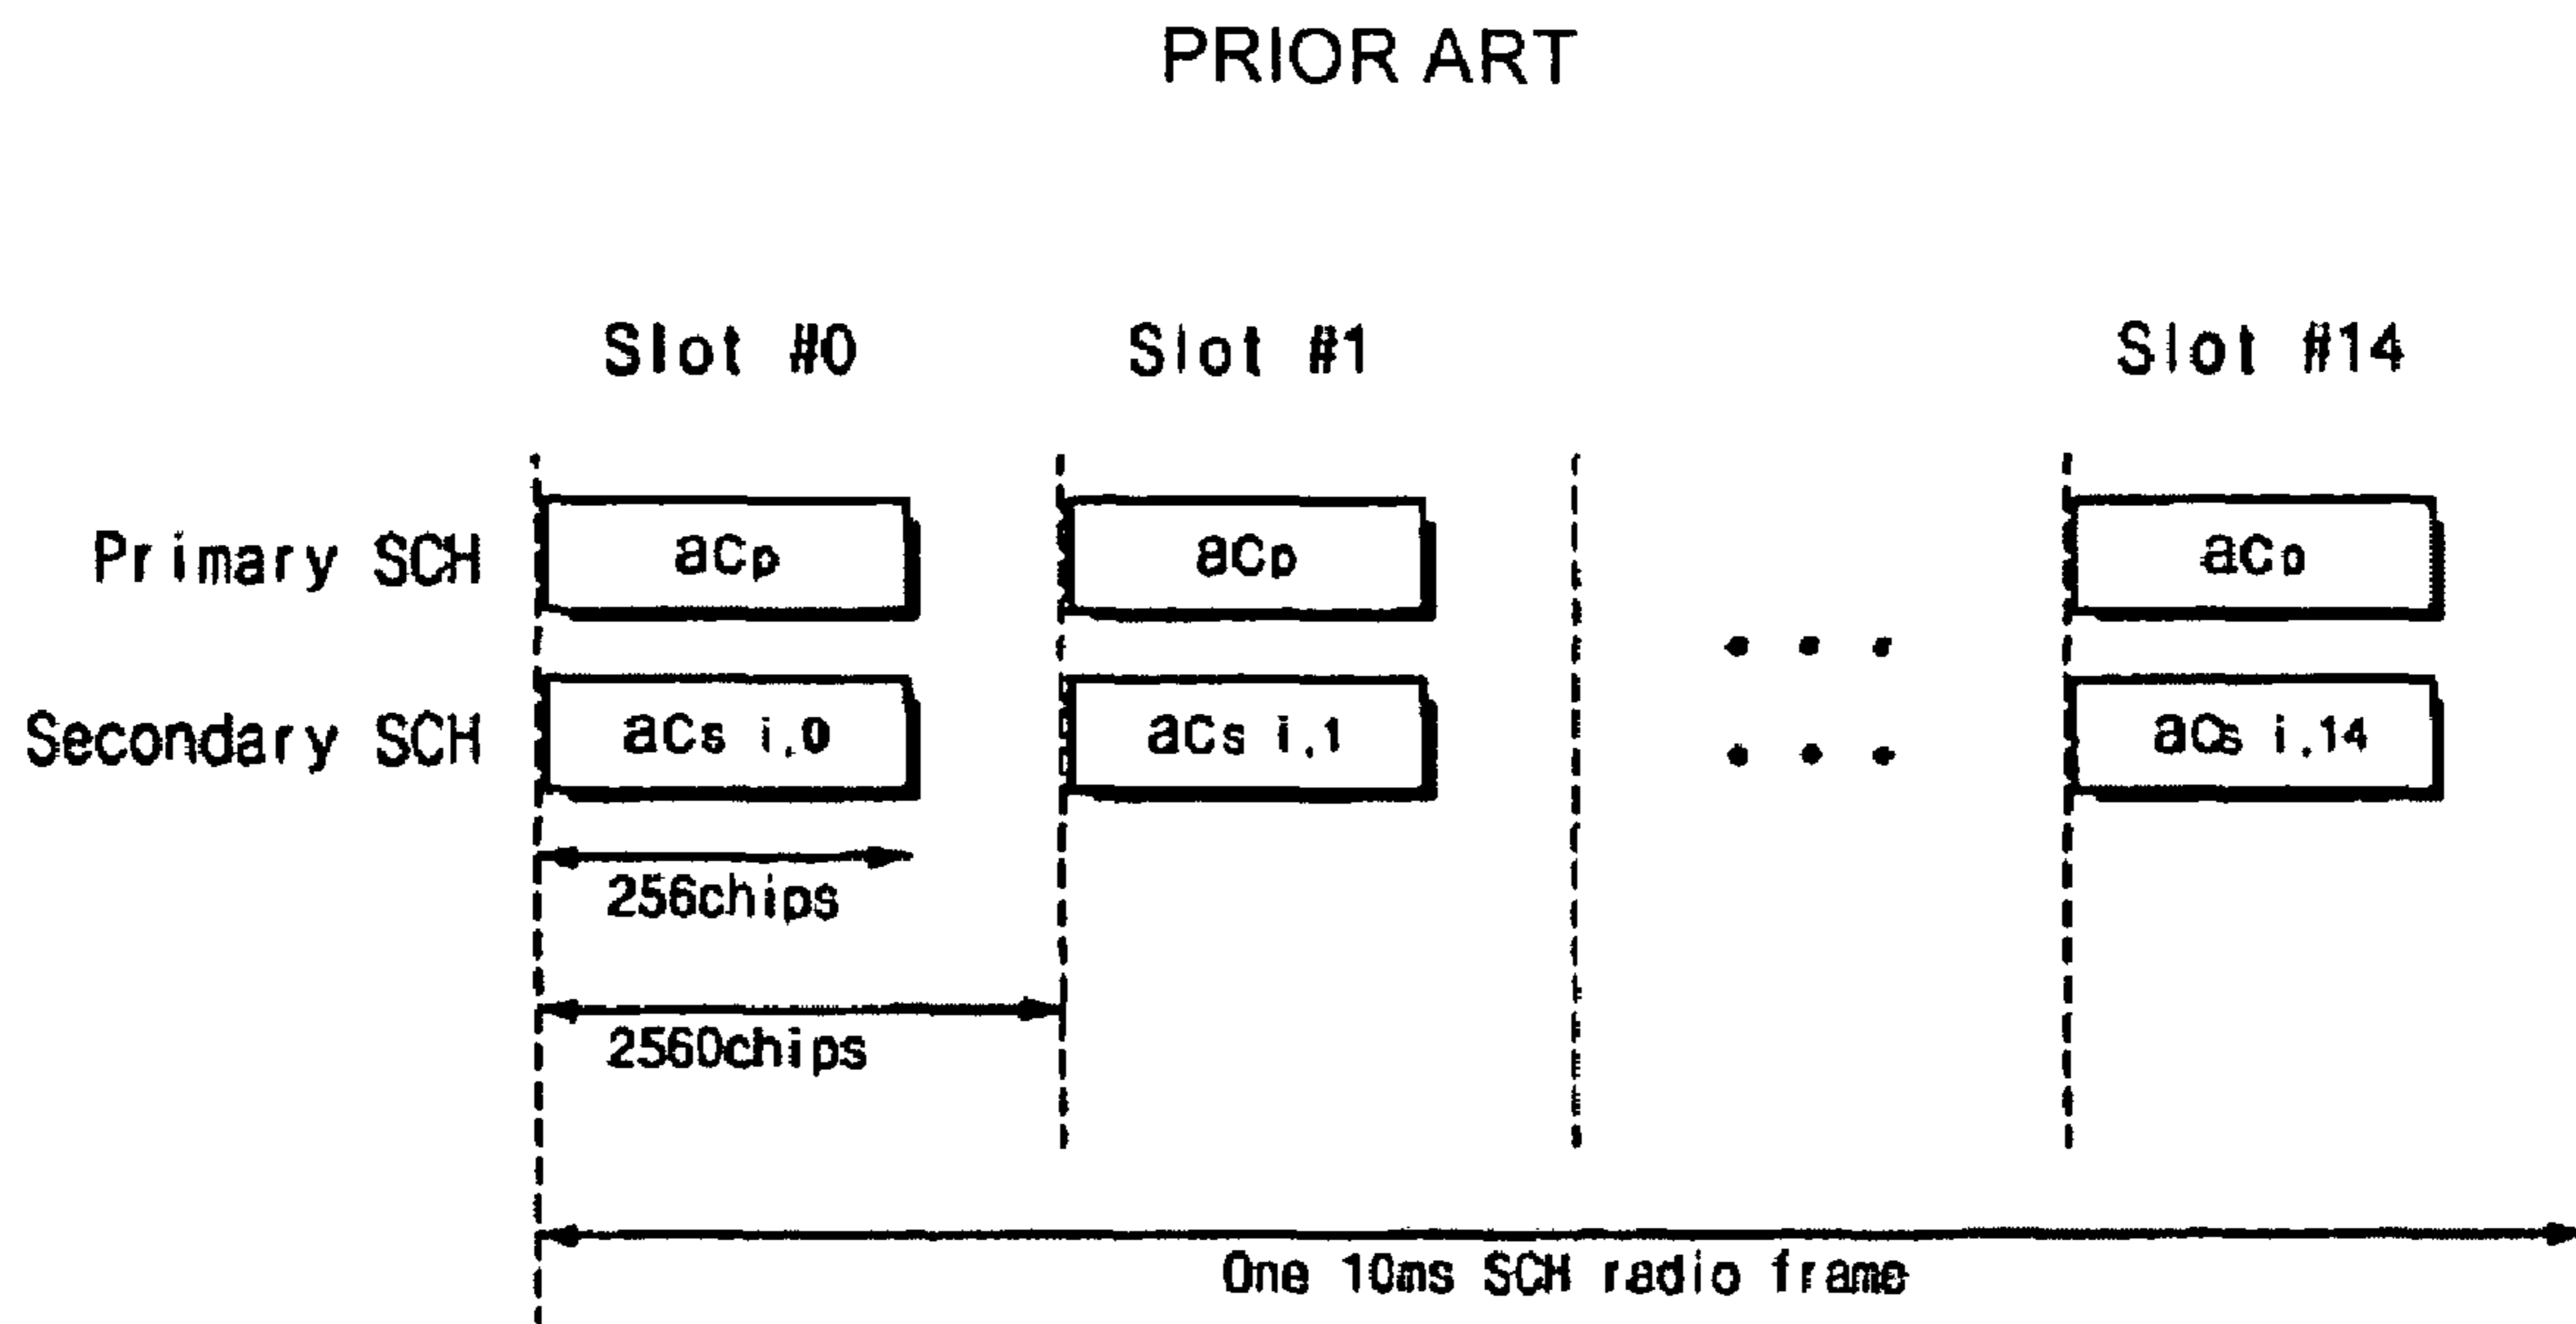 PRIOR ART
Slot #0 Slot #1 Slot #14
Primary SCH acp acp acp
Secondary SCH acs i,0 acs i,1 acs i,14
256chips
2560chips
One 10ms SCH radio frame